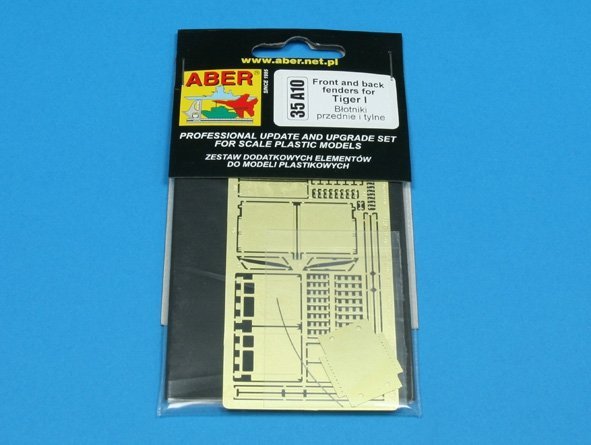 www.aber.net.pl
ABER®
SINCE 1995
35 A10
Front and back
fenders for
Tiger I
Błotniki
przednie i tylne
PROFESSIONAL UPDATE AND UPGRADE SET
FOR SCALE PLASTIC MODELS
ZESTAW DODATKOWYCH ELEMENTÓW
DO MODELI PLASTIKOWYCH